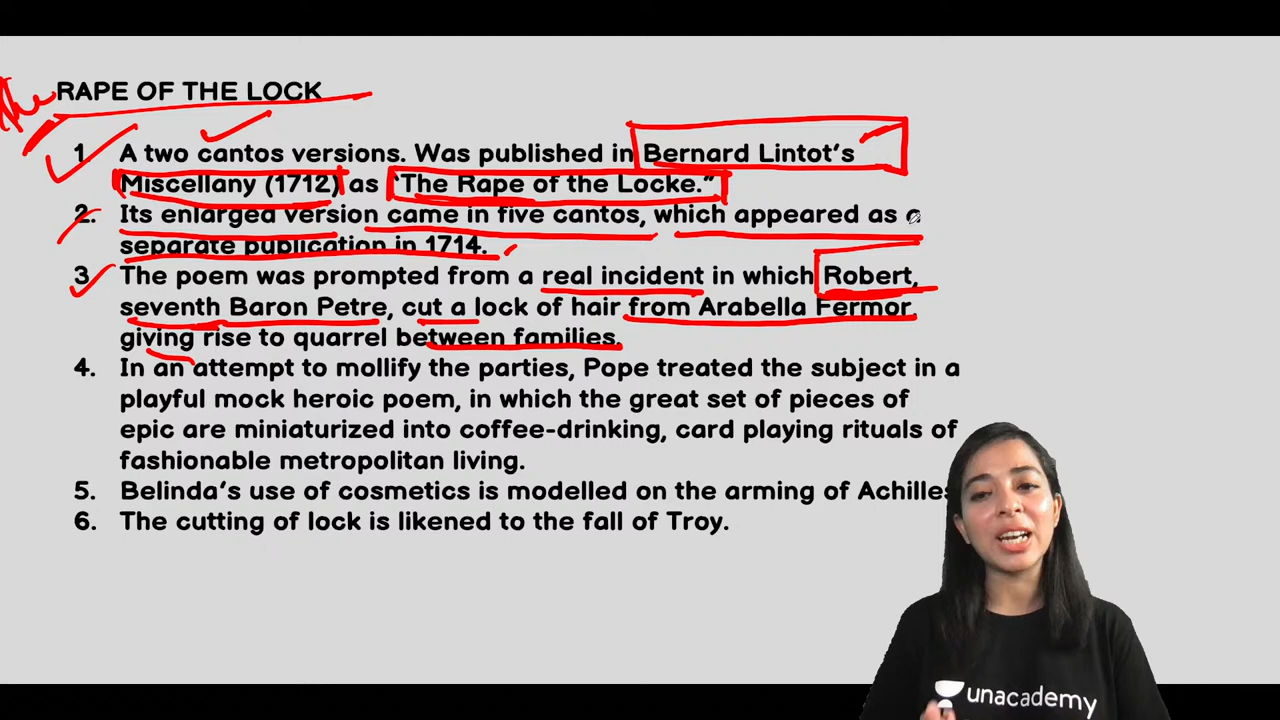 The RAPE OF THE LOCK
1 A two cantos versions. Was published in Bernard Lintot's
Miscellany (1712) as "The Rape of the Locke."
2. Its enlarged version came in five cantos, which appeared as a
separate publication in 1714.
3 The poem was prompted from a real incident in which Robert,
seventh Baron Petre, cut a lock of hair from Arabella Fermor,
giving rise to quarrel between families.
4. In an attempt to mollify the parties, Pope treated the subject in a
playful mock heroic poem, in which the great set of pieces of
epic are miniaturized into coffee-drinking, card playing rituals of
fashionable metropolitan living.
5. Belinda's use of cosmetics is modelled on the arming of Achilles
6. The cutting of lock is likened to the fall of Troy.
unacademy